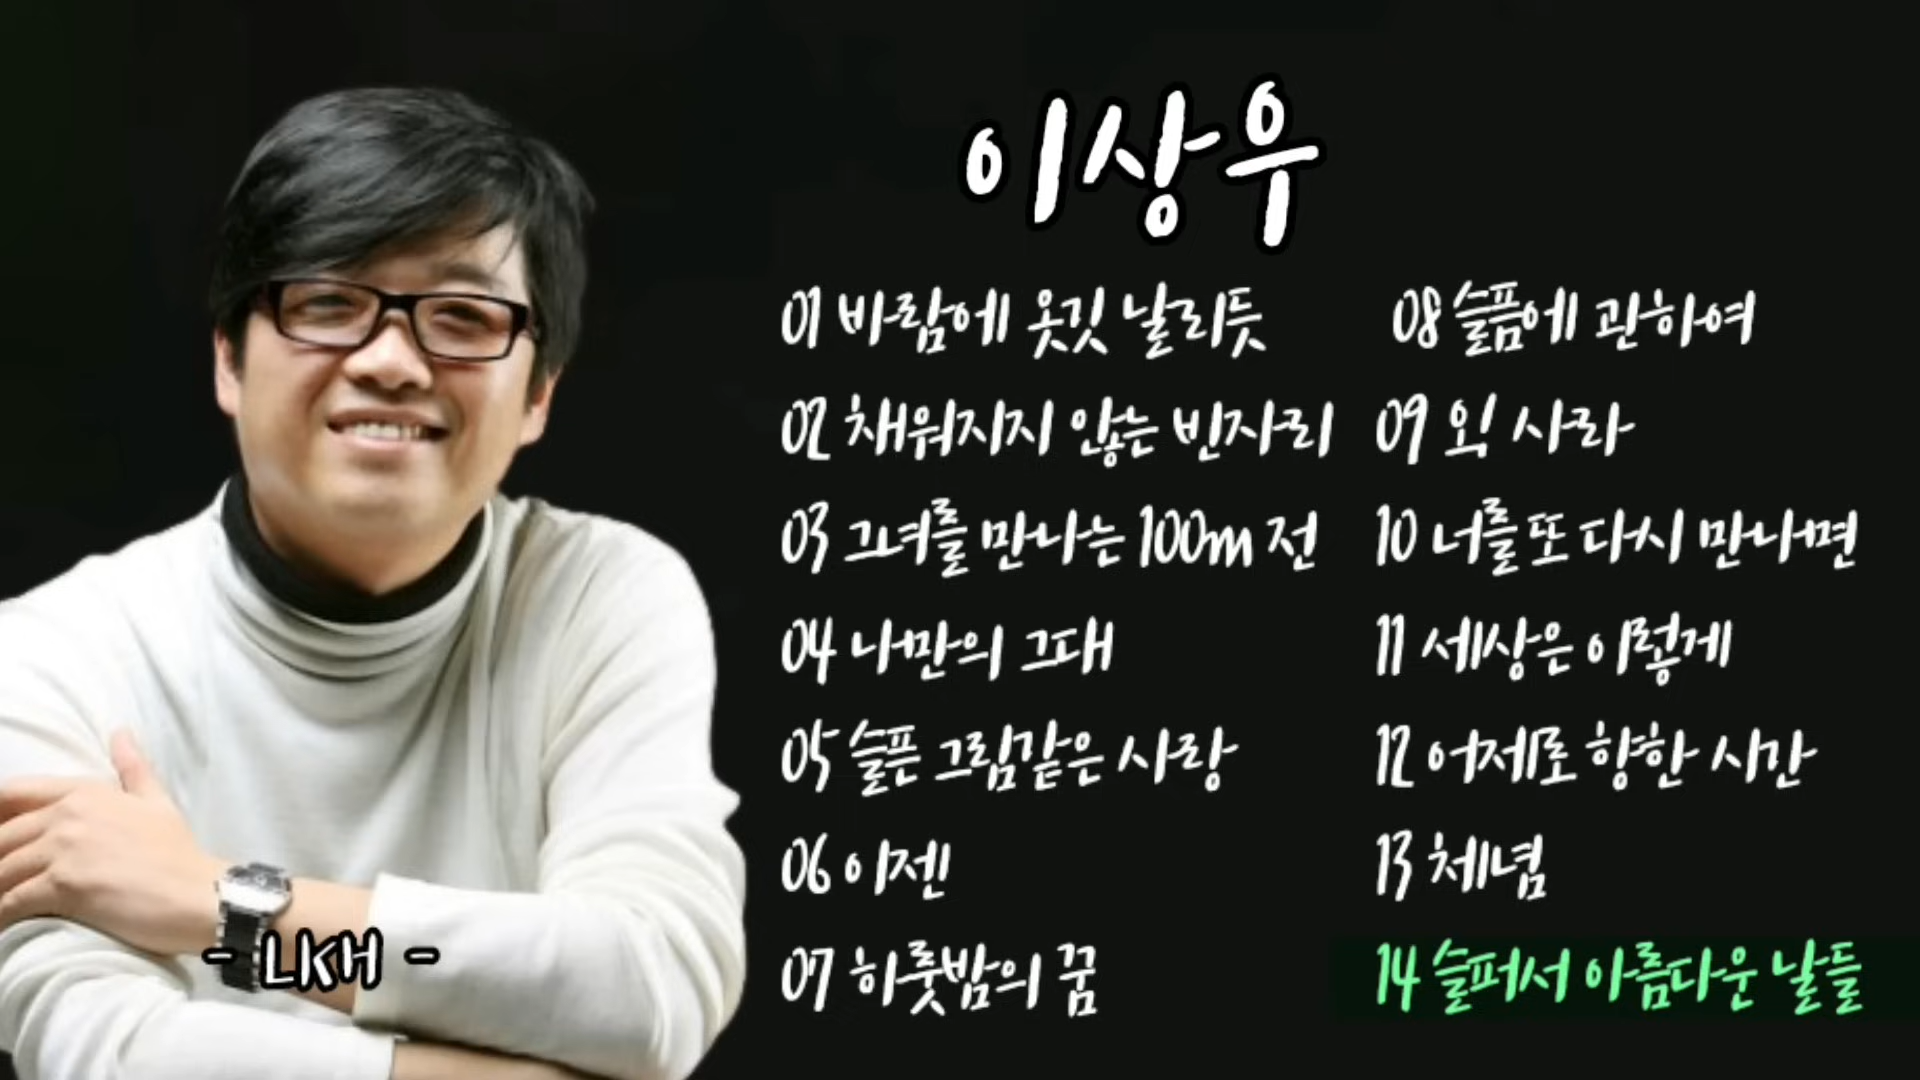 이상우
01 바람에 옷깃 날리듯
02 채워지지 않는 빈자리
03 그녀를 만나는 100m 전
04 나만의 그대
05 슬픈 그림같은 사랑
06 이젠
07 하룻밤의 꿈
08 슬픔에 관하여
09 외사랑
10 너를 또 다시 만나면
11 세상은 이렇게
12 어제로 향한 시간
13 체념
14 슬퍼서 아름다운 날들
- LKH -